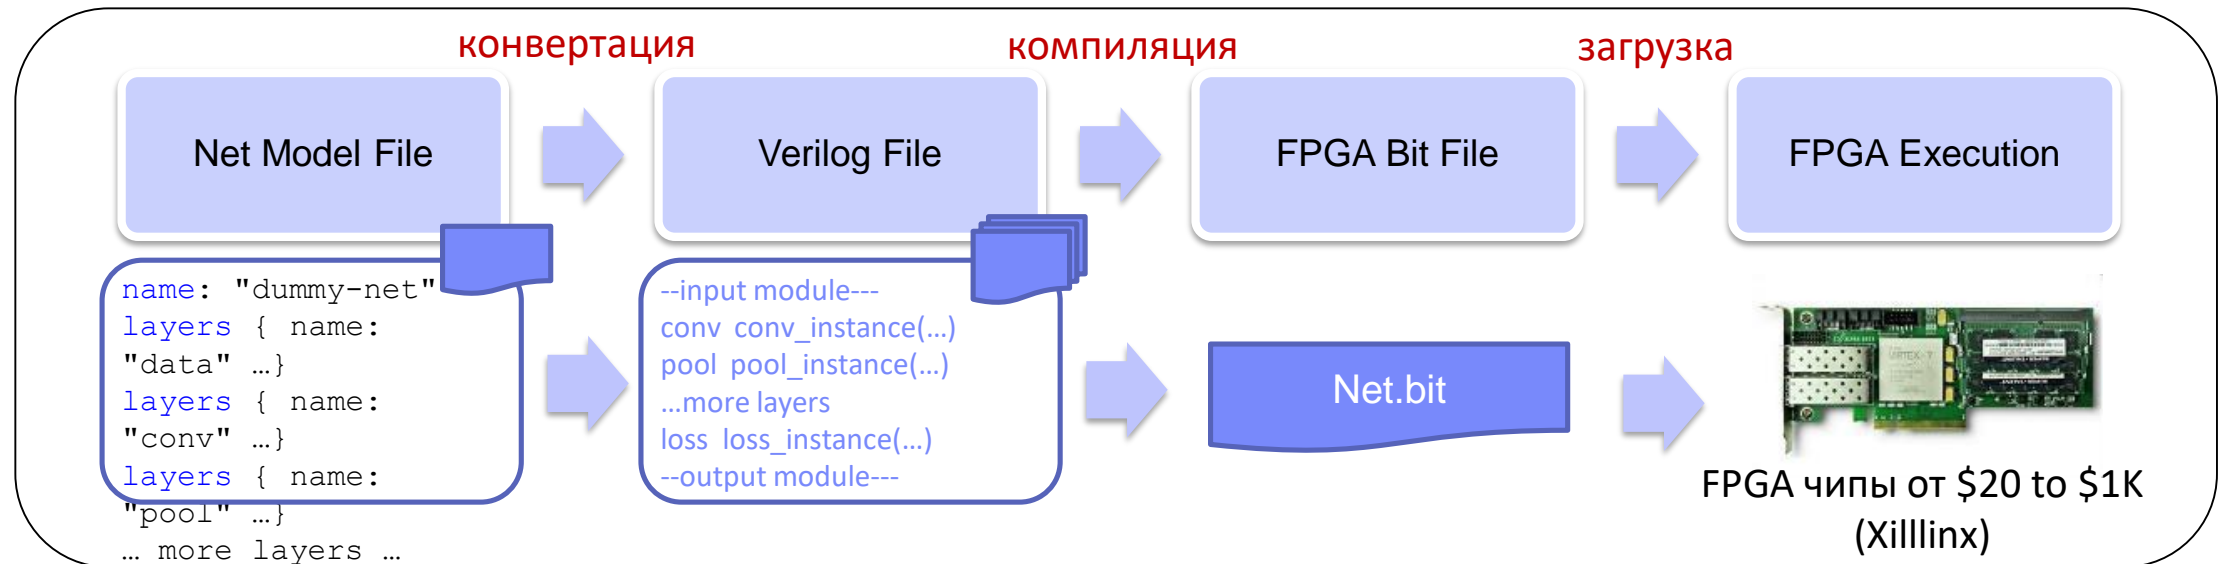 конвертация
компиляция
загрузка
Net Model File
Verilog File
FPGA Bit File
FPGA Execution
name: "dummy-net"
layers { name:
"data" …}
layers { name:
"conv" …}
layers { name:
"pool" …}
… more layers …
--input module---
conv conv_instance(…)
pool pool_instance(…)
…more layers
loss loss_instance(…)
--output module---
Net.bit
VIRTEX-7
FPGA чипы от $20 to $1K
(Xilllinx)